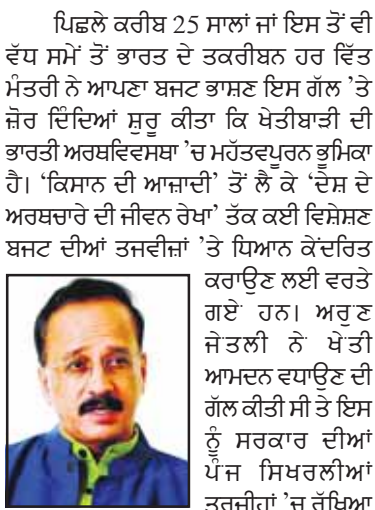 ਪਿਛਲੇ ਕਰੀਬ 25 ਸਾਲਾਂ ਜਾਂ ਇਸ ਤੋਂ ਵੀ
ਵੱਧ ਸਮੇਂ ਤੋਂ ਭਾਰਤ ਦੇ ਤਕਰੀਬਨ ਹਰ ਵਿੱਤ
ਮੰਤਰੀ ਨੇ ਆਪਣਾ ਬਜਟ ਭਾਸ਼ਣ ਇਸ ਗੱਲ ’ਤੇ
ਜ਼ੋਰ ਦਿੰਦਿਆਂ ਸ਼ੁਰੂ ਕੀਤਾ ਕਿ ਖੇਤੀਬਾੜੀ ਦੀ
ਭਾਰਤੀ ਅਰਥਵਿਵਸਥਾ ’ਚ ਮਹੱਤਵਪੂਰਨ ਭੂਮਿਕਾ
ਹੈ। ‘ਕਿਸਾਨ ਦੀ ਆਜ਼ਾਦੀ’ ਤੋਂ ਲੈ ਕੇ ‘ਦੇਸ਼ ਦੇ
ਅਰਥਚਾਰੇ ਦੀ ਜੀਵਨ ਰੇਖਾ’ ਤੱਕ ਕਈ ਵਿਸ਼ੇਸ਼ਣ
ਬਜਟ ਦੀਆਂ ਤਜਵੀਜ਼ਾਂ ’ਤੇ ਧਿਆਨ ਕੇਂਦਰਿਤ
ਕਰਾਉਣ ਲਈ ਵਰਤੇ
ਗਏ ਹਨ। ਅਰੁਣ
ਜੇਤਲੀ ਨੇ ਖੇਤੀ
ਆਮਦਨ ਵਧਾਉਣ ਦੀ
ਗੱਲ ਕੀਤੀ ਸੀ ਤੇ ਇਸ
ਨੂੰ ਸਰਕਾਰ ਦੀਆਂ
ਪੰਜ ਸਿਖਰਲੀਆਂ
ਤਰਜੀਹਾਂ ’ਚ ਰੱਖਿਆ